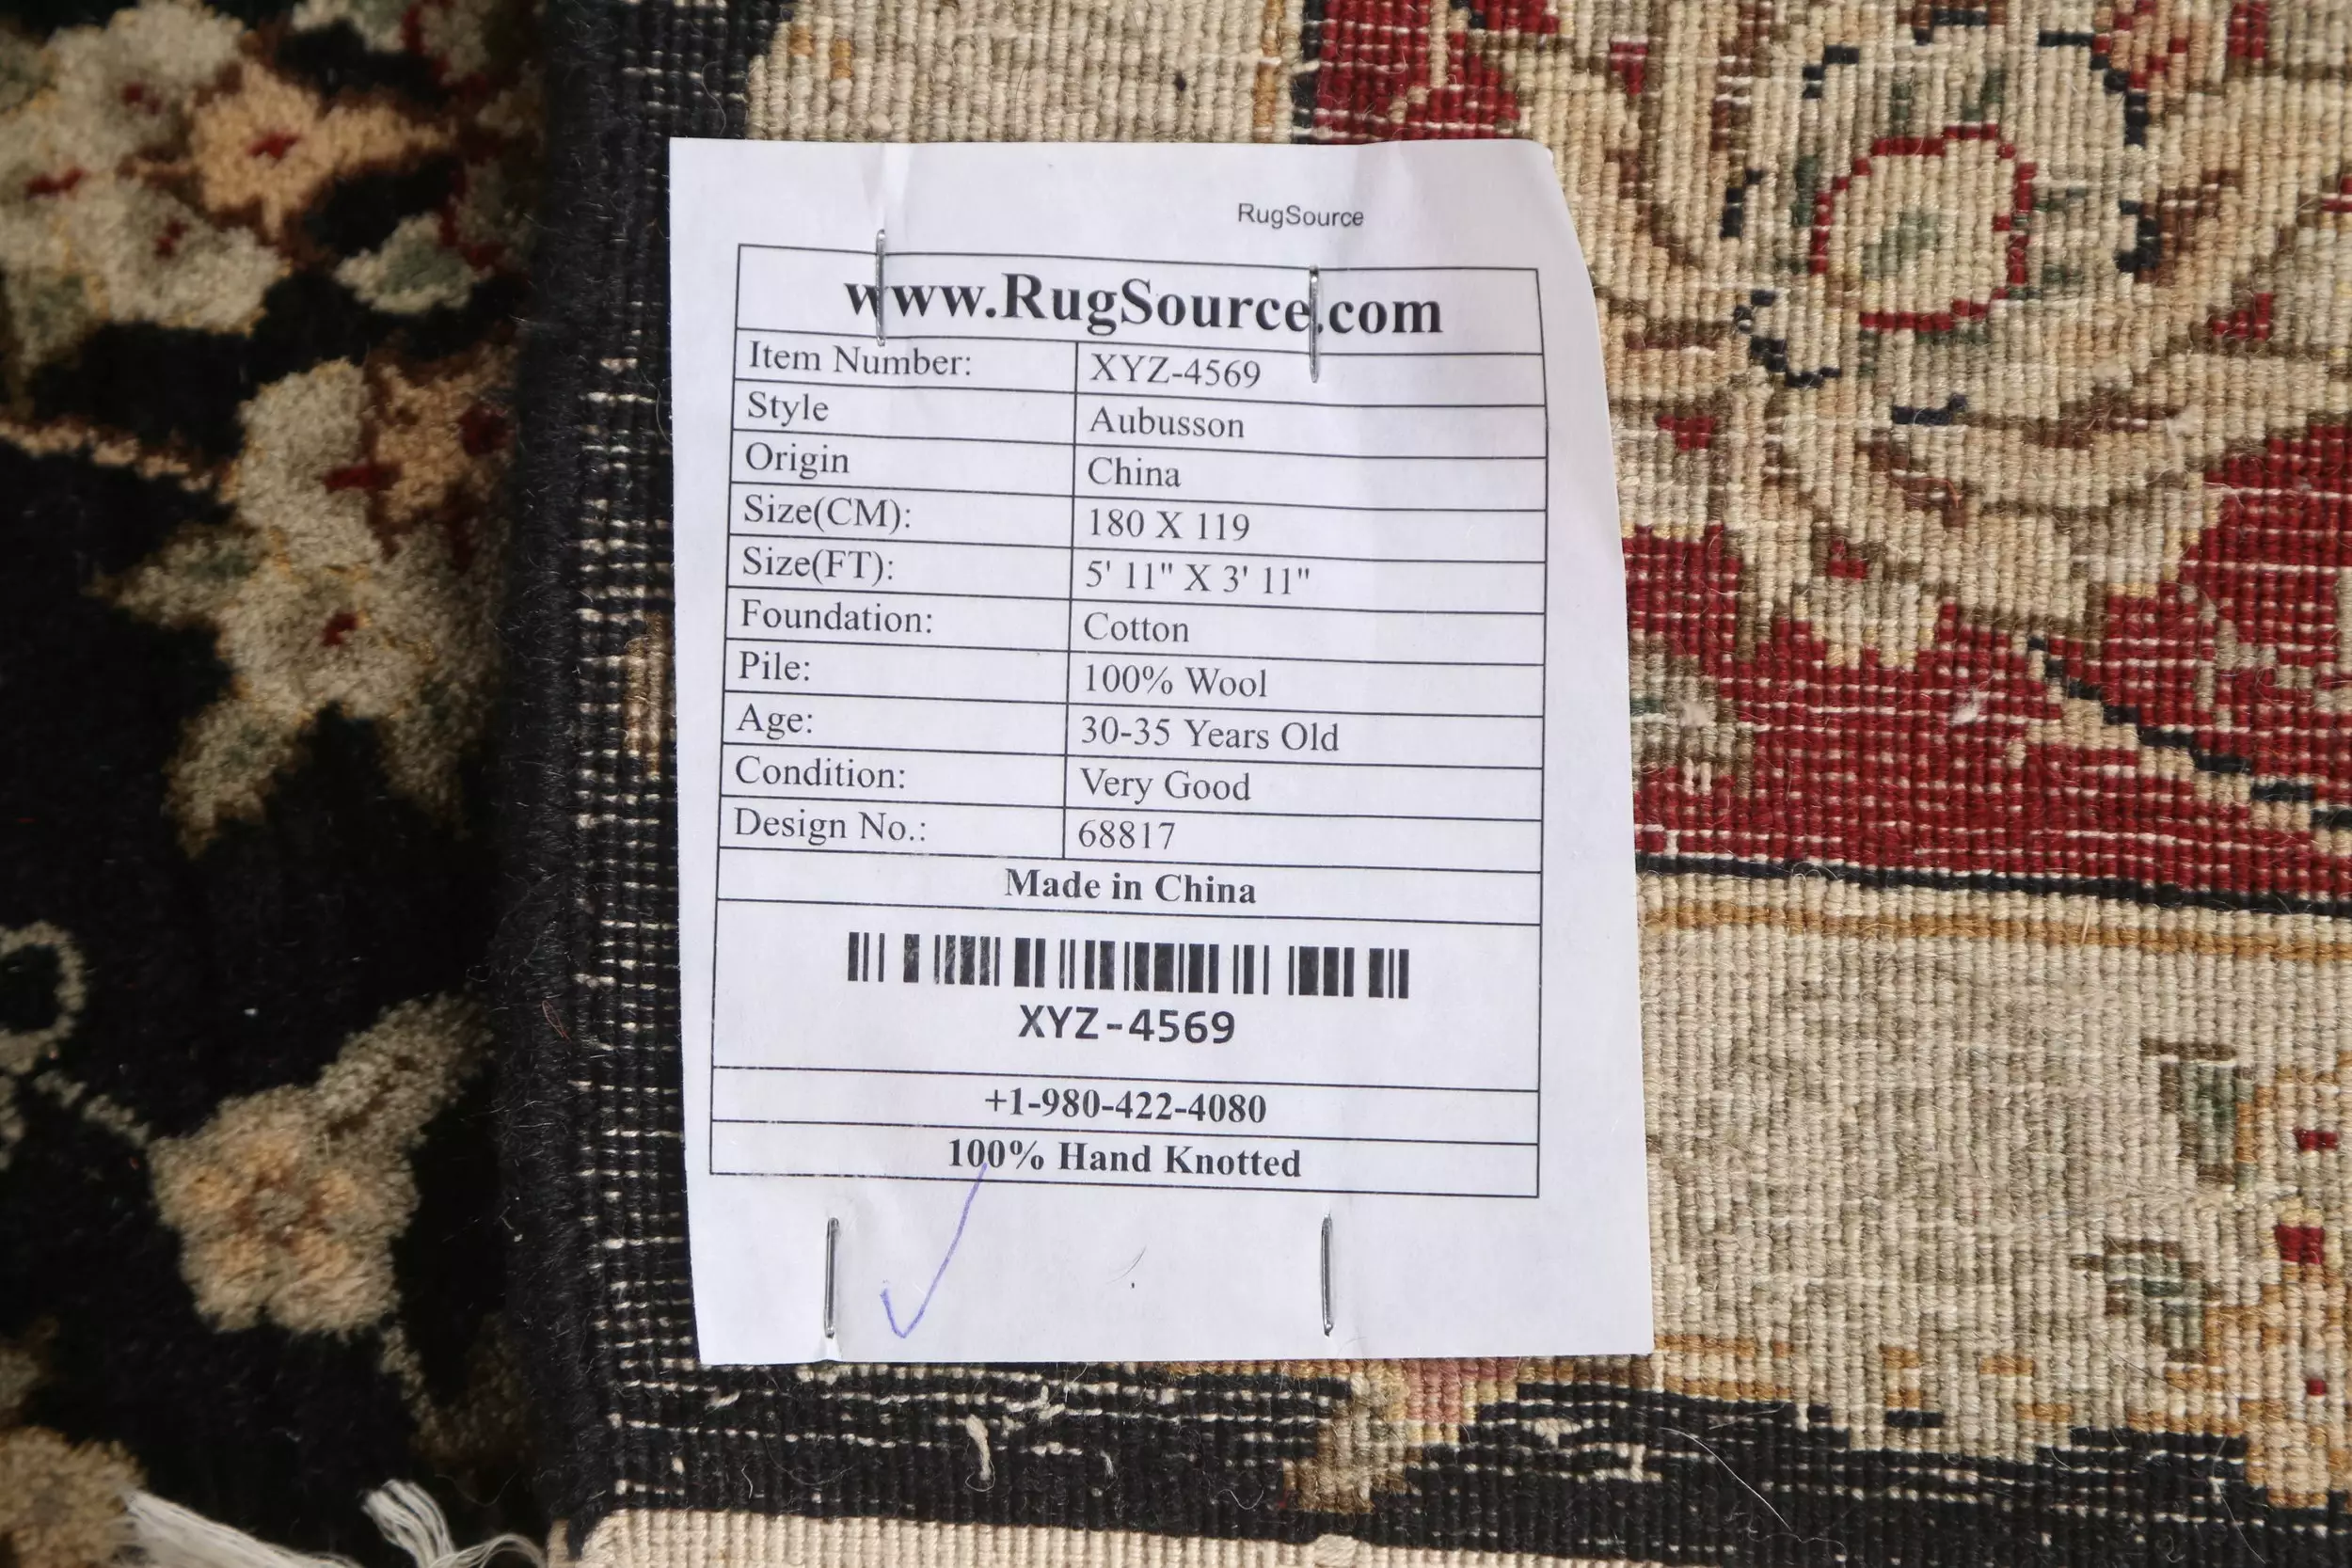 RugSource
www.RugSource.com
Item Number: XYZ-4569
Style Aubusson
Origin China
Size(CM): 180 X 119
Size(FT): 5' 11" X 3' 11"
Foundation: Cotton
Pile: 100% Wool
Age: 30-35 Years Old
Condition: Very Good
Design No.: 68817
Made in China
XYZ-4569
+1-980-422-4080
100% Hand Knotted